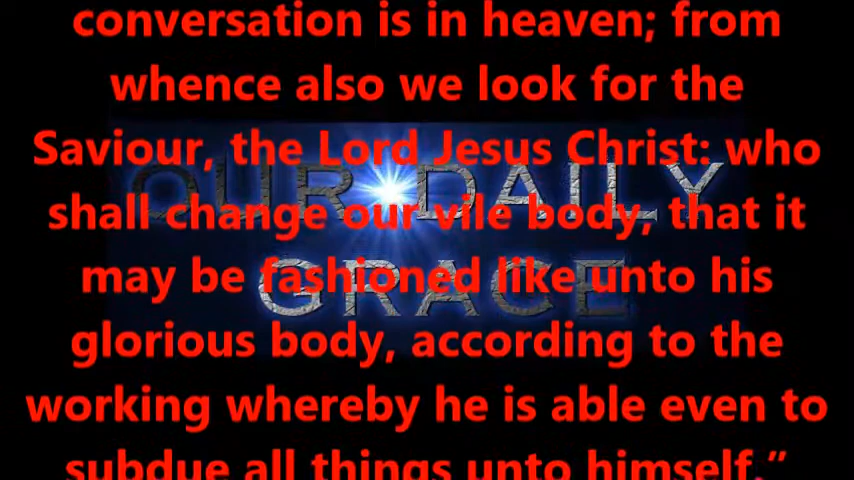 conversation is in heaven; from
whence also we look for the
Saviour, the Lord Jesus Christ: who
OUR DAILY
shall change our vile body, that it
may be fashioned like unto his
GRACE
glorious body, according to the
working whereby he is able even to
subdue all things unto himself.”